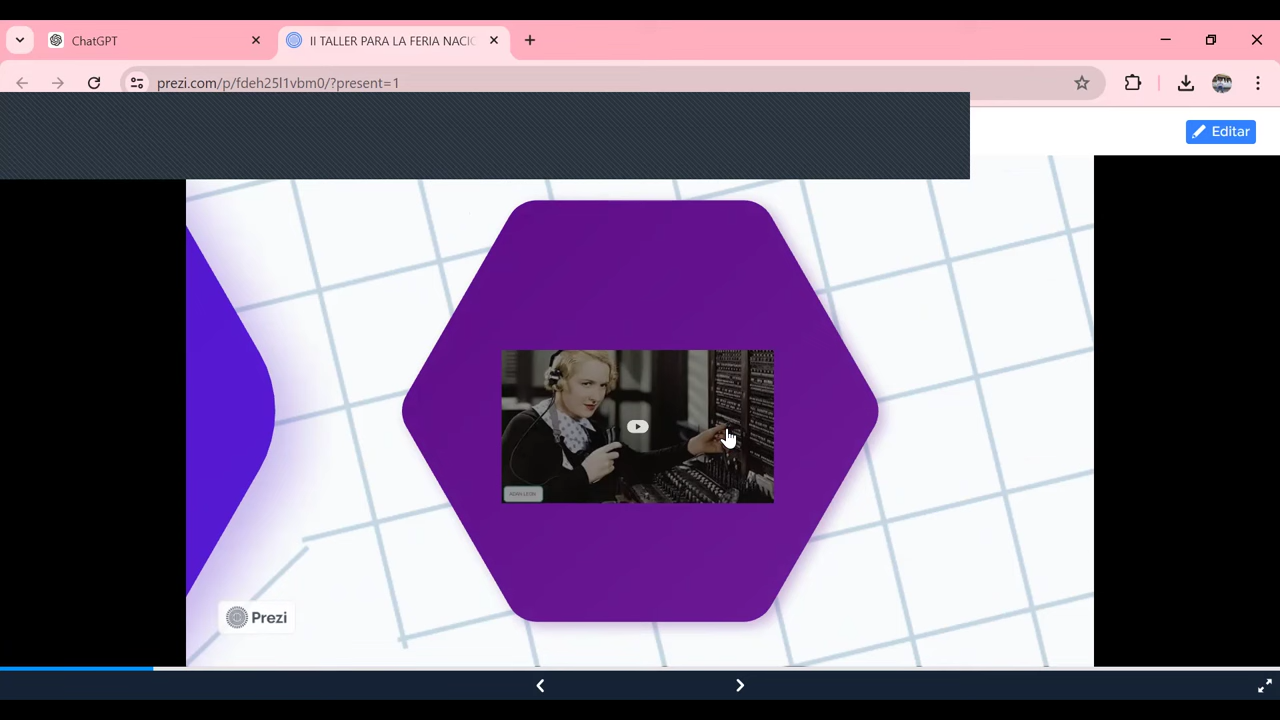 ChatGPT
II TALLER PARA LA FERIA NACIO
prezi.com/p/fdeh25l1vbm0/?present=1
Editar
Prezi